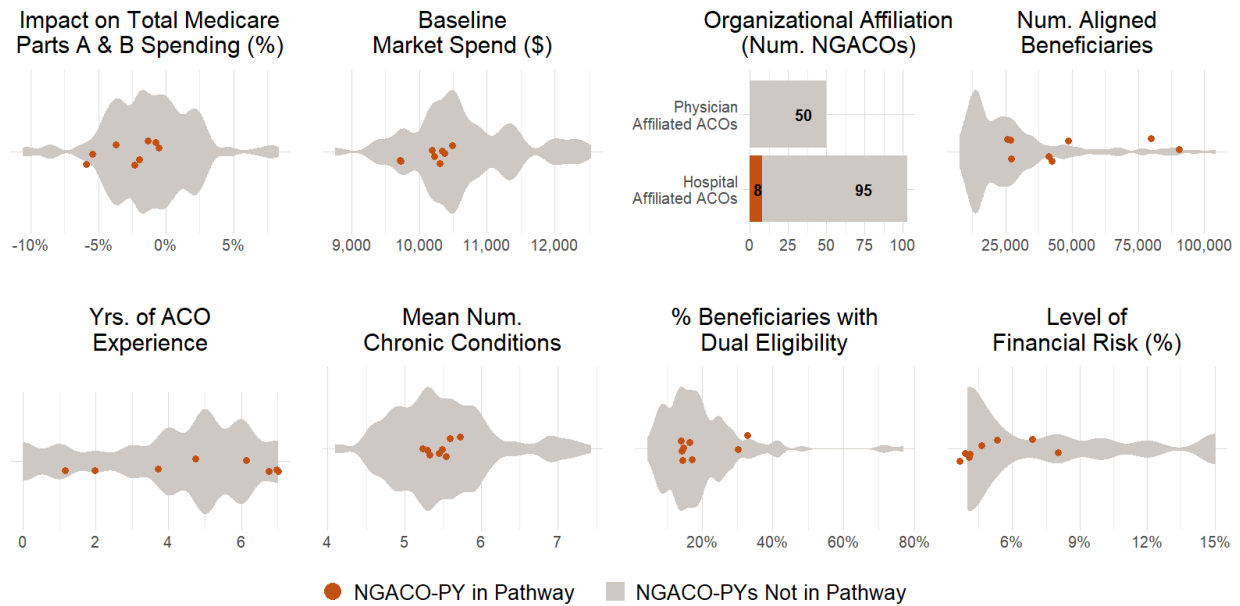 Impact on Total Medicare
Parts A & B Spending (%)
-10%
-5%
0%
5%
Baseline
Market Spend ($)
9,000
10,000
11,000
12,000
Organizational Affiliation
(Num. NGACOs)
Physician
Affiliated ACOs
50
Hospital
Affiliated ACOs
8
95
0
25
50
75
100
Num. Aligned
Beneficiaries
25,000
50,000
75,000
100,000
Yrs. of ACO
Experience
0
2
4
6
Mean Num.
Chronic Conditions
4
5
6
7
% Beneficiaries with
Dual Eligibility
20%
40%
60%
80%
Level of
Financial Risk (%)
6%
9%
12%
15%
NGACO-PY in Pathway
NGACO-PYs Not in Pathway